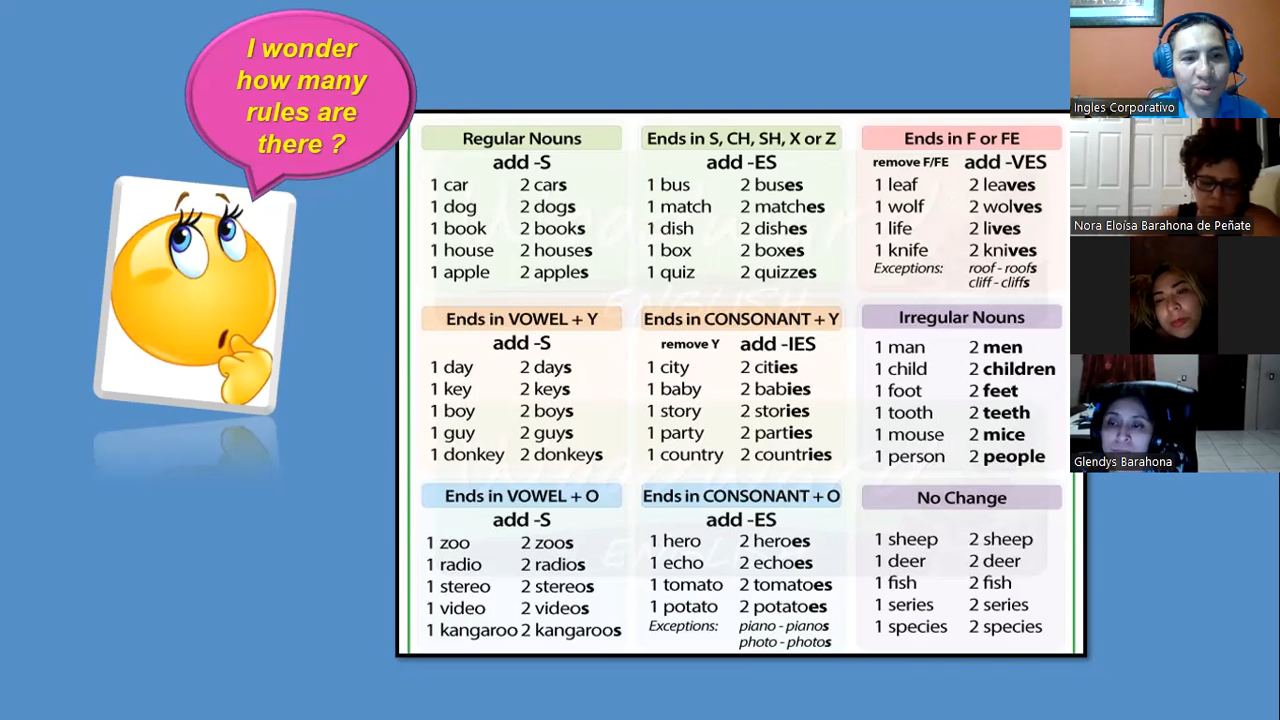 I wonder
how many
rules are
there ?
Regular Nouns
add -S
1 car 2 cars
1 dog 2 dogs
1 book 2 books
1 house 2 houses
1 apple 2 apples
Ends in S, CH, SH, X or Z
add -ES
1 bus 2 buses
1 match 2 matches
1 dish 2 dishes
1 box 2 boxes
1 quiz 2 quizzes
Ends in F or FE
remove F/FE add -VES
1 leaf 2 leaves
1 wolf 2 wolves
1 life 2 lives
1 knife 2 knives
Exceptions: roof - roofs
cliff - cliffs
Ends in VOWEL + Y
add -S
1 day 2 days
1 key 2 keys
1 boy 2 boys
1 guy 2 guys
1 donkey 2 donkeys
Ends in CONSONANT + Y
remove Y add -IES
1 city 2 cities
1 baby 2 babies
1 story 2 stories
1 party 2 parties
1 country 2 countries
Irregular Nouns
1 man 2 men
1 child 2 children
1 foot 2 feet
1 tooth 2 teeth
1 mouse 2 mice
1 person 2 people
Ends in VOWEL + O
add -S
1 zoo 2 zoos
1 radio 2 radios
1 stereo 2 stereos
1 video 2 videos
1 kangaroo 2 kangaroos
Ends in CONSONANT + O
add -ES
1 hero 2 heroes
1 echo 2 echoes
1 tomato 2 tomatoes
1 potato 2 potatoes
Exceptions: piano - pianos
photo - photos
No Change
1 sheep 2 sheep
1 deer 2 deer
1 fish 2 fish
1 series 2 series
1 species 2 species
Ingles Corporativo
Nora Eloísa Barahona de Peñate
Glendys Barahona